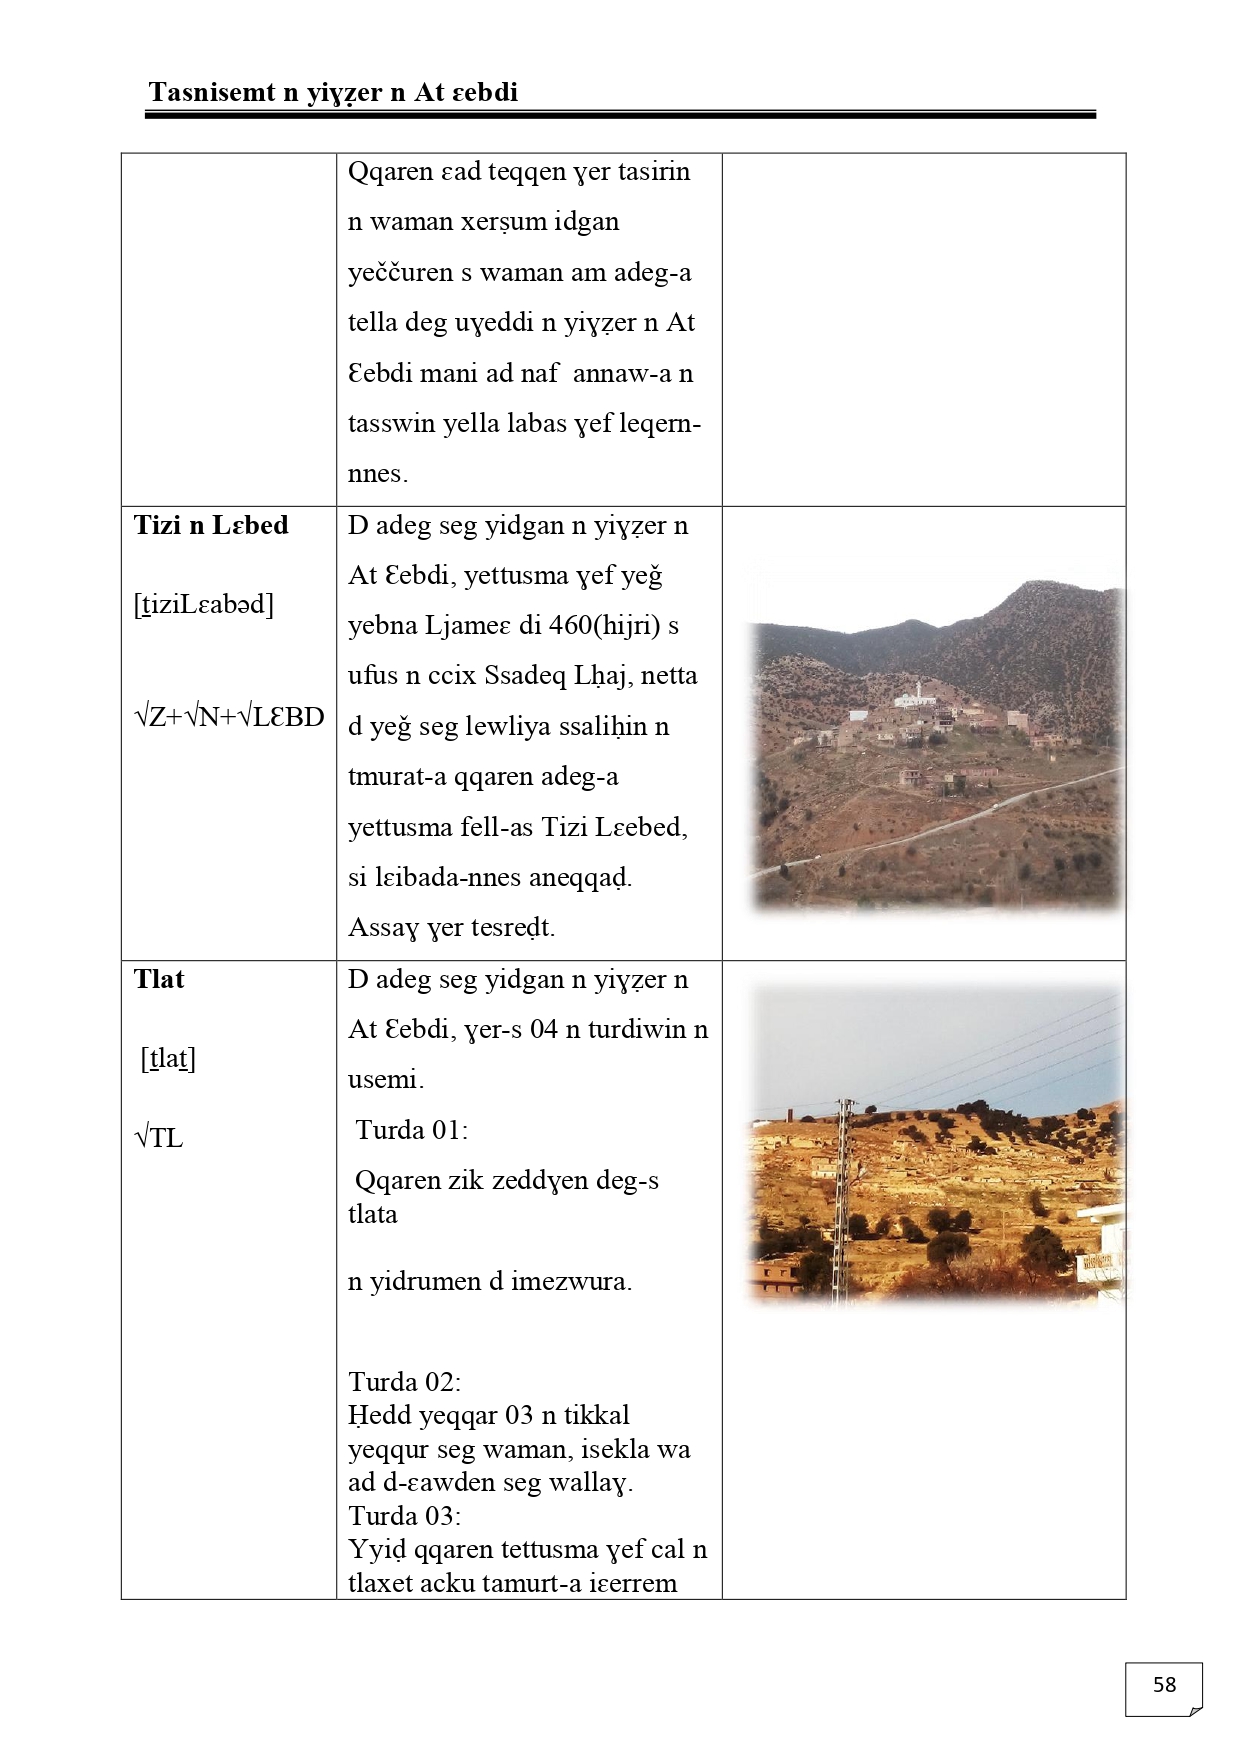 Tasnisemt n yiɣẓer n At ɛebdi
Qqaren ɛad teqqen ɣer tasirin
n waman xerṣum idgan
yeččuren s waman am adeg-a
tella deg uɣeddi n yiɣẓer n At
Ɛebdi mani ad naf  annaw-a n
tasswin yella labas ɣef leqern-
nnes.
Tizi n Lɛbed
[ṯiziLɛabəd]
√Z+√N+√LƐBD
D adeg seg yidgan n yiɣẓer n
At Ɛebdi, yettusma ɣef yeǧ
yebna Ljameɛ di 460(hijri) s
ufus n ccix Ssadeq Lḥaj, netta
d yeǧ seg lewliya ssaliḥin n
tmurat-a qqaren adeg-a
yettusma fell-as Tizi Lɛebed,
si lɛibada-nnes aneqqaḍ.
Assaɣ ɣer tesreḍt.
Tlat
[ṯlaṯ]
√TL
D adeg seg yidgan n yiɣẓer n
At Ɛebdi, ɣer-s 04 n turdiwin n
usemi.
Turda 01:
Qqaren zik zeddɣen deg-s
tlata
n yidrumen d imezwura.
Turda 02:
Ḥedd yeqqar 03 n tikkal
yeqqur seg waman, isekla wa
ad d-ɛawden seg wallaɣ.
Turda 03:
Yyiḍ qqaren tettusma ɣef cal n
tlaxet acku tamurt-a iɛerrem
58